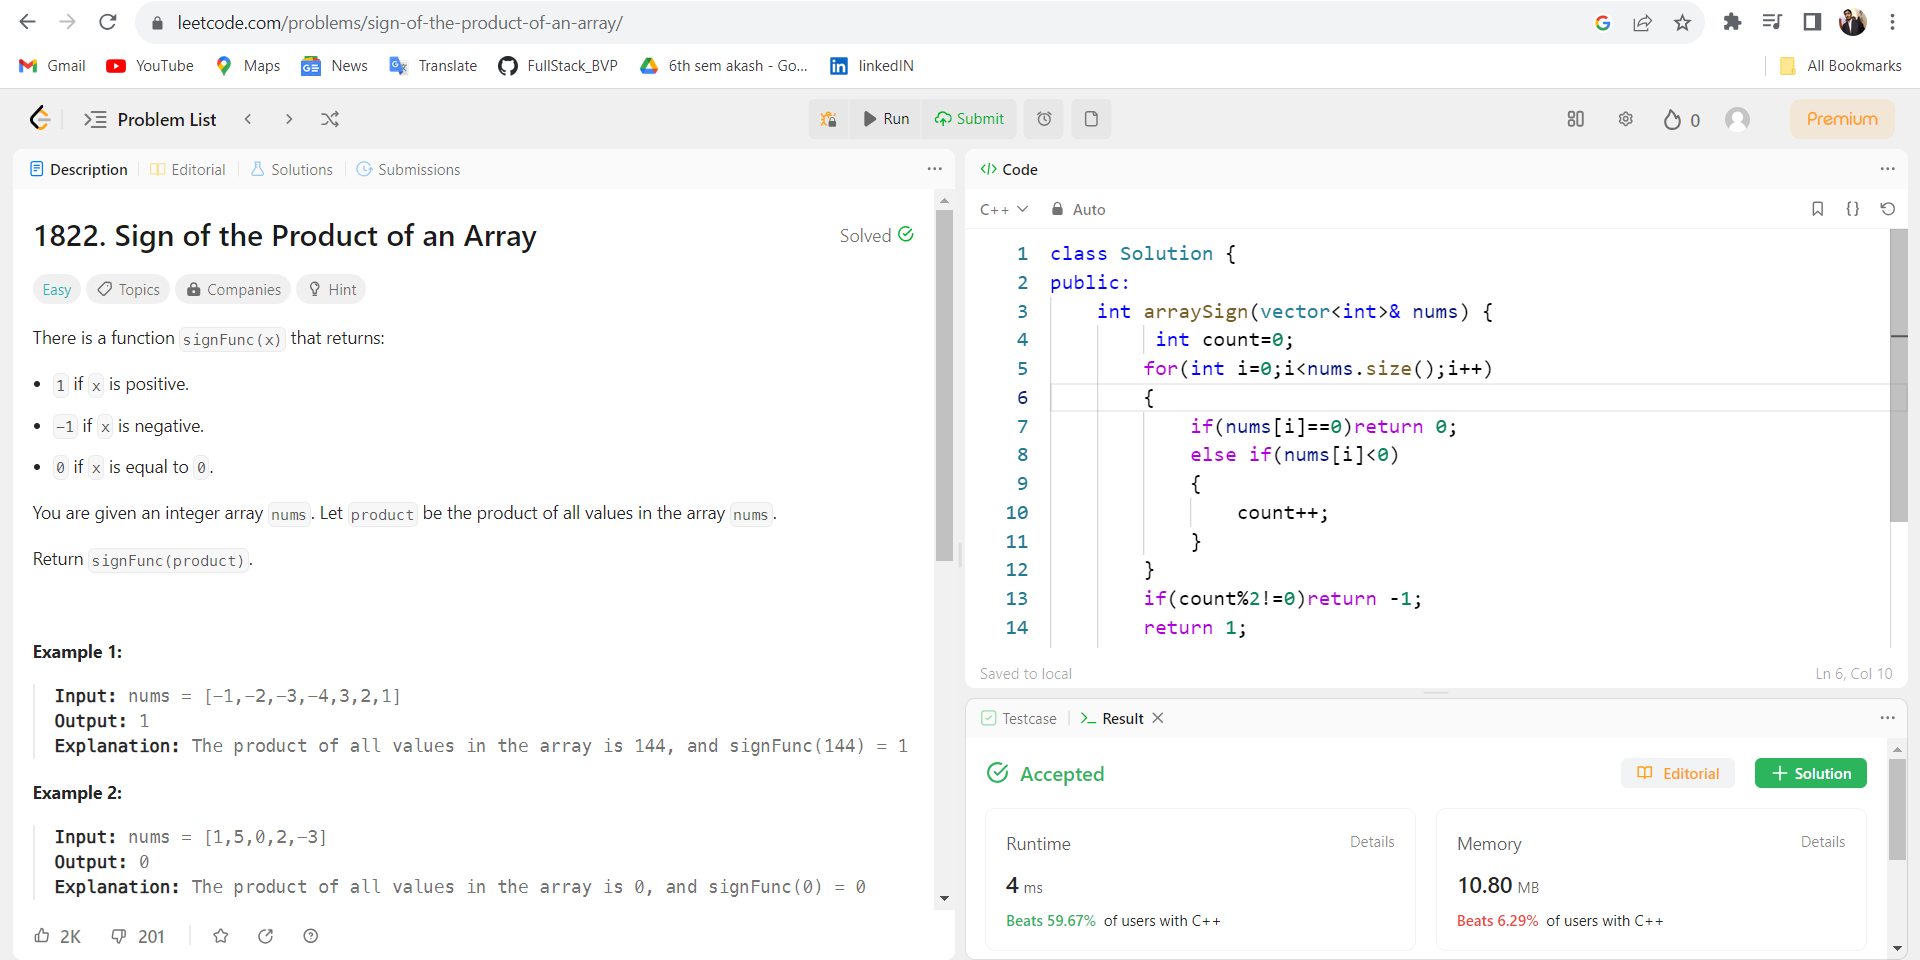 leetcode.com/problems/sign-of-the-product-of-an-array/
Gmail YouTube Maps News Translate FullStack_BVP 6th sem akash - Go... linkedIN All Bookmarks
Problem List Run Submit 0 Premium
Description Editorial Solutions Submissions
1822. Sign of the Product of an Array Solved
Easy Topics Companies Hint
There is a function signFunc(x) that returns:
• 1 if x is positive.
• -1 if x is negative.
• 0 if x is equal to 0.
You are given an integer array nums. Let product be the product of all values in the array nums.
Return signFunc(product).
Example 1:
Input: nums = [-1,-2,-3,-4,3,2,1]
Output: 1
Explanation: The product of all values in the array is 144, and signFunc(144) = 1
Example 2:
Input: nums = [1,5,0,2,-3]
Output: 0
Explanation: The product of all values in the array is 0, and signFunc(0) = 0
2K 201
</> Code
C++ Auto {}
1 class Solution {
2 public:
3 int arraySign(vector<int>& nums) {
4 int count=0;
5 for(int i=0;i<nums.size();i++)
6 {
7 if(nums[i]==0)return 0;
8 else if(nums[i]<0)
9 {
10 count++;
11 }
12 }
13 if(count%2!=0)return -1;
14 return 1;
Saved to local Ln 6, Col 10
Testcase >_ Result
Accepted Editorial + Solution
Runtime Details
4 ms
Beats 59.67% of users with C++
Memory Details
10.80 MB
Beats 6.29% of users with C++